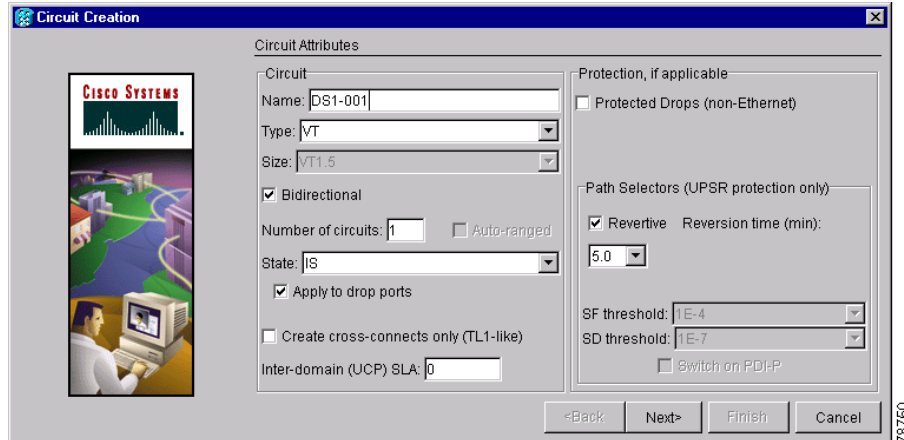 Circuit Creation
Circuit Attributes
CISCO SYSTEMS
Circuit
Name: DS1-001
Type: VT
Size: VT1.5
Bidirectional
Number of circuits: 1 Auto-ranged
State: IS
Apply to drop ports
Create cross-connects only (TL1-like)
Inter-domain (UCP) SLA: 0
Protection, if applicable
Protected Drops (non-Ethernet)
Path Selectors (UPSR protection only)
Revertive Reversion time (min):
5.0
SF threshold: 1E-4
SD threshold: 1E-7
Switch on PDI-P
<Back Next> Finish Cancel
78750